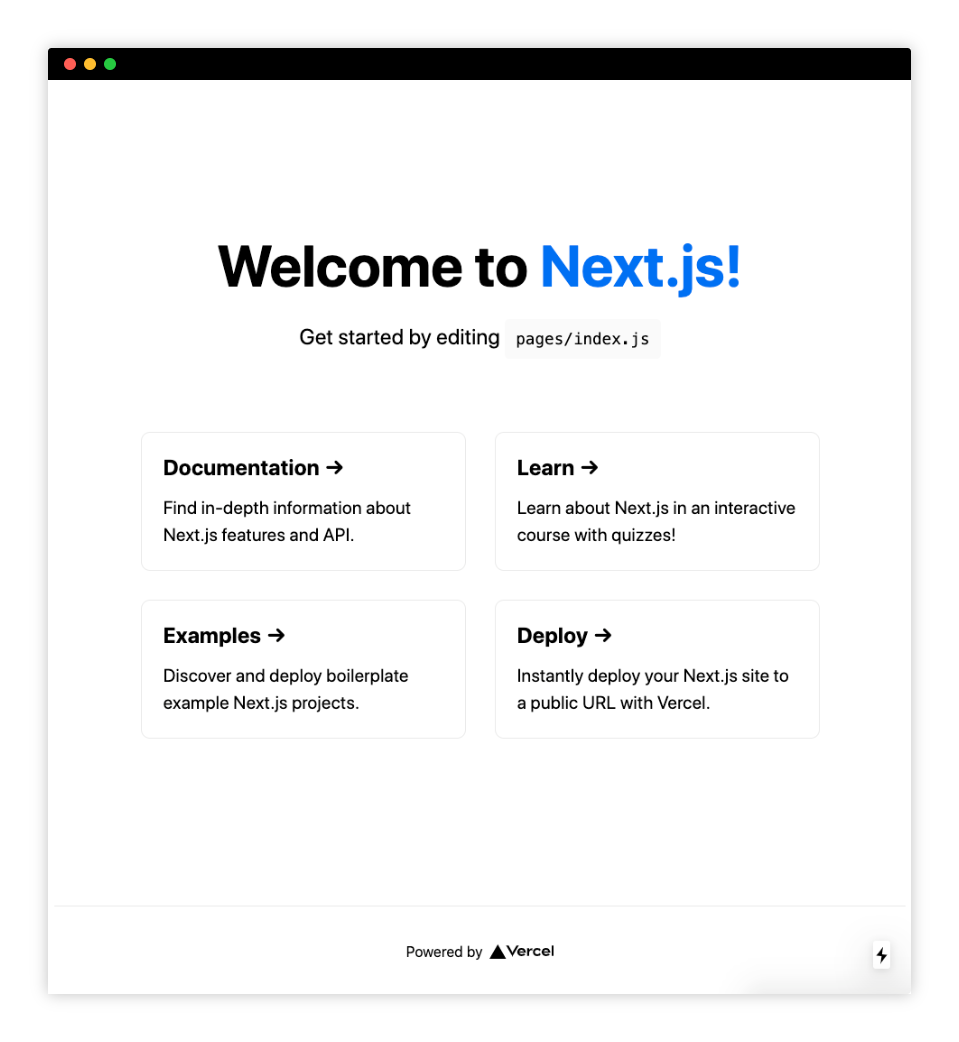 Welcome to Next.js!
Get started by editing pages/index.js
Documentation →
Find in-depth information about
Next.js features and API.
Learn →
Learn about Next.js in an interactive
course with quizzes!
Examples →
Discover and deploy boilerplate
example Next.js projects.
Deploy →
Instantly deploy your Next.js site to
a public URL with Vercel.
Powered by Vercel